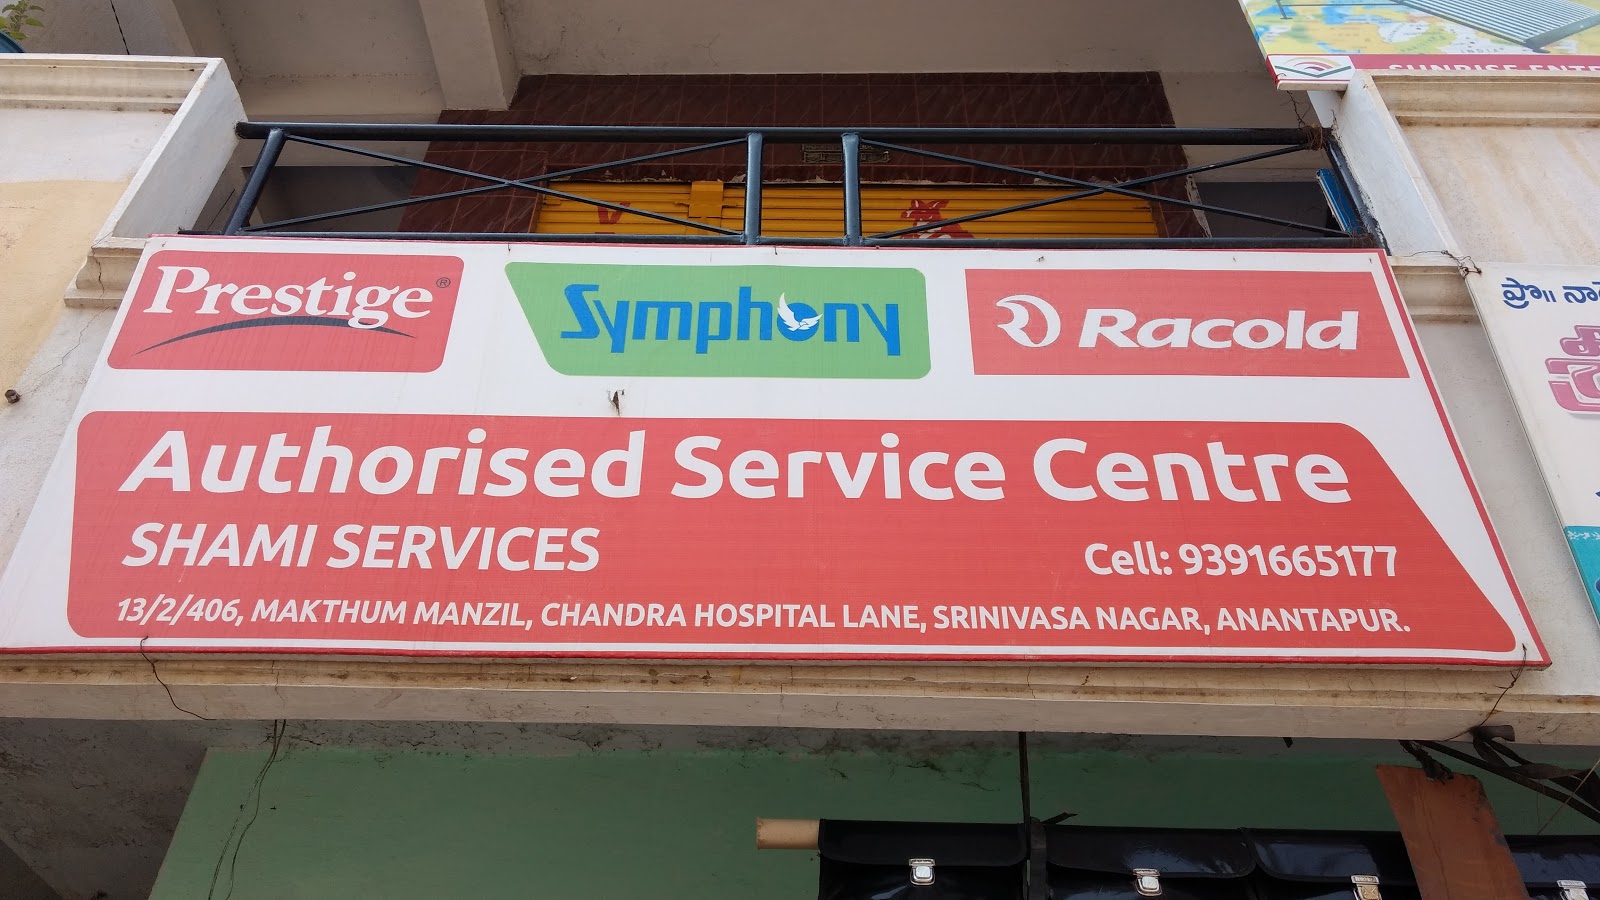 Prestige®
Symphony
Racold
Authorised Service Centre
SHAMI SERVICES
Cell: 9391665177
13/2/406, MAKTHUM MANZIL, CHANDRA HOSPITAL LANE, SRINIVASA NAGAR, ANANTAPUR.
SUNRISE
ప్రొ॥